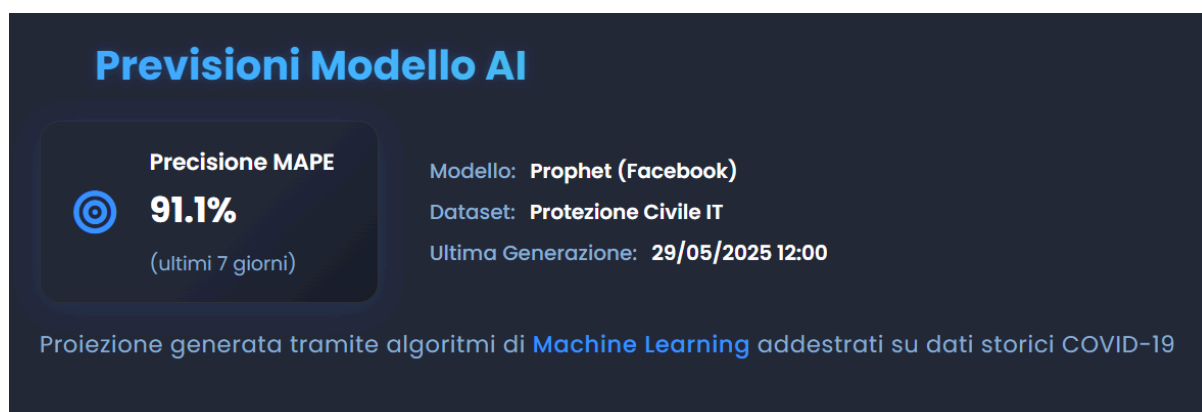 Previsioni Modello AI
Precisione MAPE
91.1%
(ultimi 7 giorni)
Modello: Prophet (Facebook)
Dataset: Protezione Civile IT
Ultima Generazione: 29/05/2025 12:00
Proiezione generata tramite algoritmi di Machine Learning addestrati su dati storici COVID-19